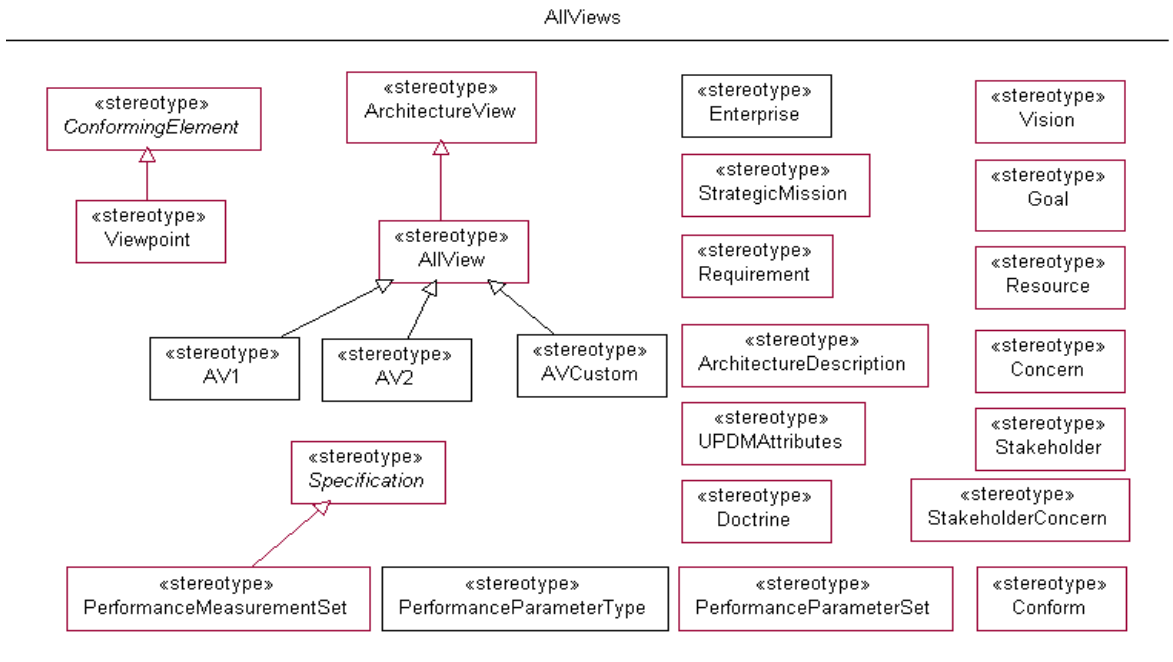 AllViews
«stereotype»
ConformingElement
«stereotype»
ArchitectureView
«stereotype»
Enterprise
«stereotype»
Vision
«stereotype»
StrategicMission
«stereotype»
Goal
«stereotype»
Viewpoint
«stereotype»
AllView
«stereotype»
Requirement
«stereotype»
Resource
«stereotype»
AV1
«stereotype»
AV2
«stereotype»
AVCustom
«stereotype»
ArchitectureDescription
«stereotype»
Concern
«stereotype»
UPDMAttributes
«stereotype»
Stakeholder
«stereotype»
Specification
«stereotype»
Doctrine
«stereotype»
StakeholderConcern
«stereotype»
PerformanceMeasurementSet
«stereotype»
PerformanceParameterType
«stereotype»
PerformanceParameterSet
«stereotype»
Conform